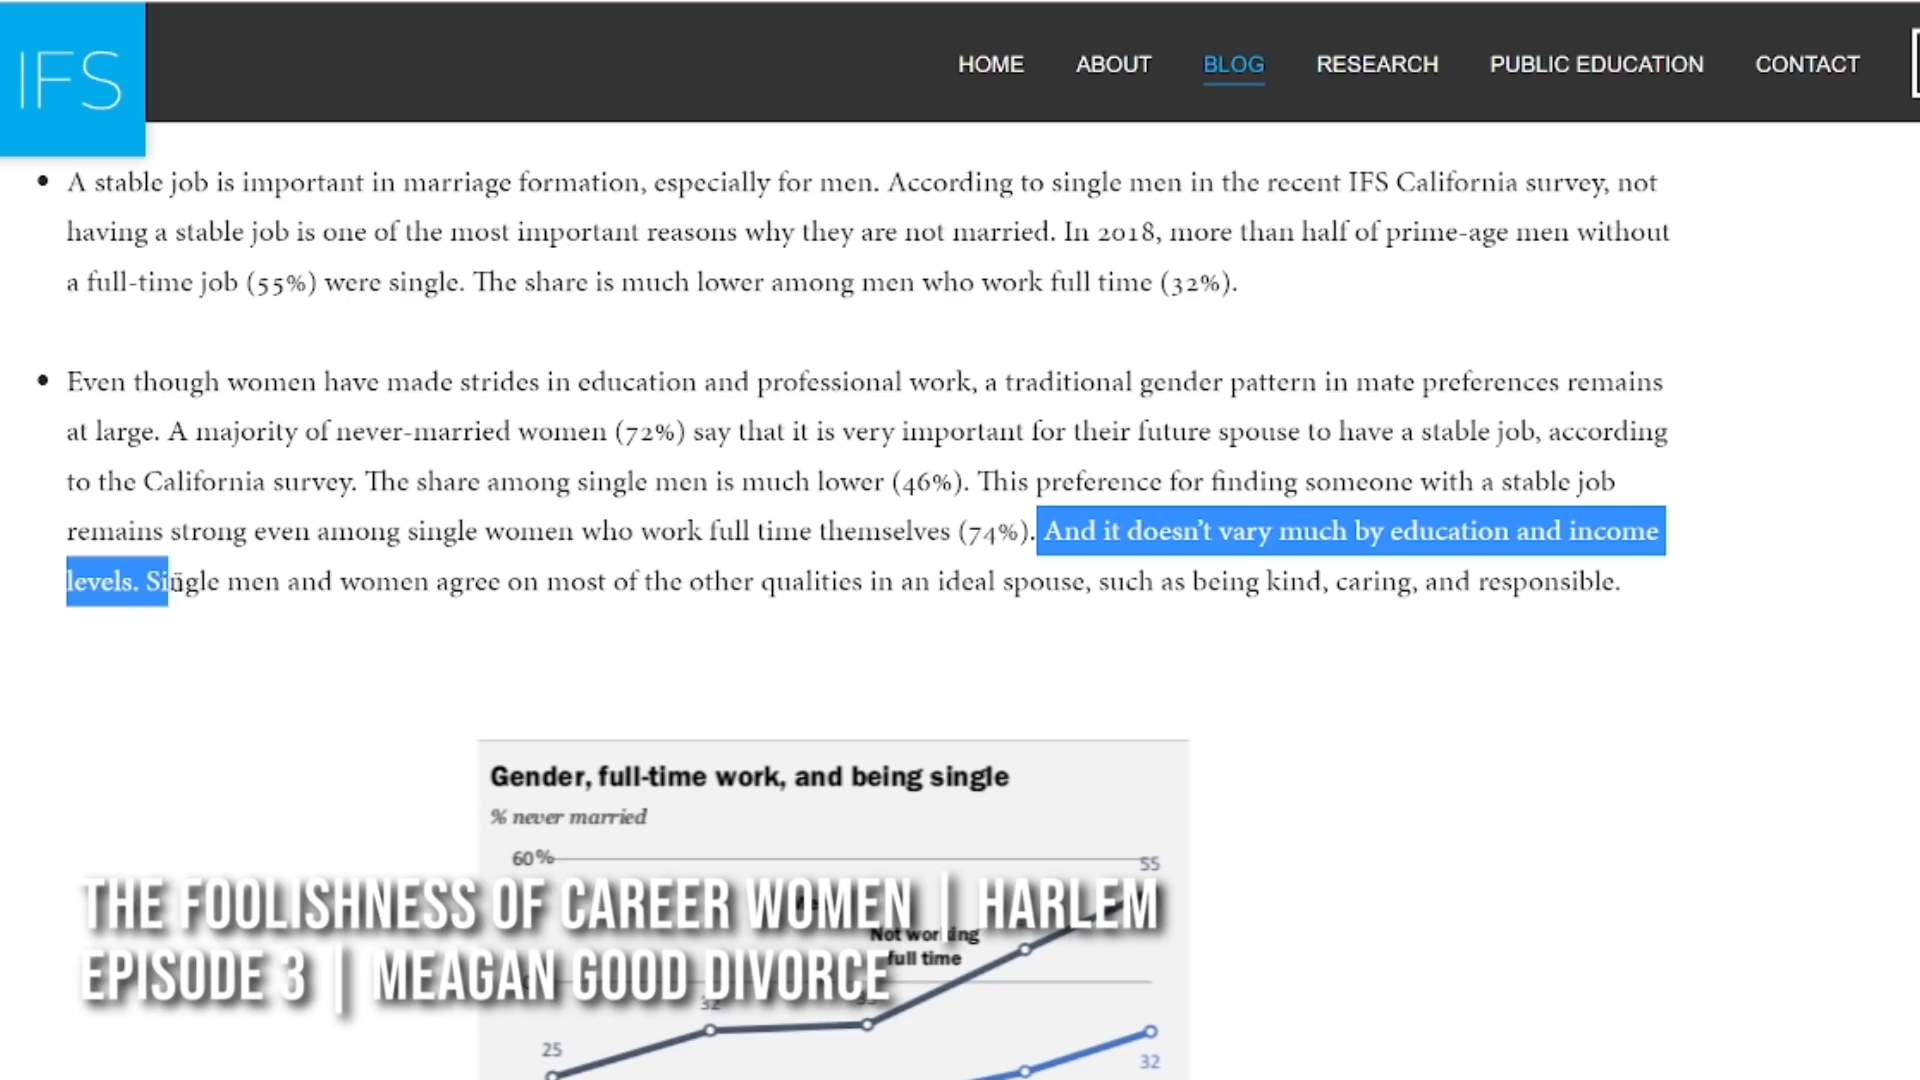 IFS
HOME ABOUT BLOG RESEARCH PUBLIC EDUCATION CONTACT
• A stable job is important in marriage formation, especially for men. According to single men in the recent IFS California survey, not
having a stable job is one of the most important reasons why they are not married. In 2018, more than half of prime-age men without
a full-time job (55%) were single. The share is much lower among men who work full time (32%).
• Even though women have made strides in education and professional work, a traditional gender pattern in mate preferences remains
at large. A majority of never-married women (72%) say that it is very important for their future spouse to have a stable job, according
to the California survey. The share among single men is much lower (46%). This preference for finding someone with a stable job
remains strong even among single women who work full time themselves (74%). And it doesn't vary much by education and income
levels. Single men and women agree on most of the other qualities in an ideal spouse, such as being kind, caring, and responsible.
Gender, full-time work, and being single
% never married
60%
55
THE FOOLISHNESS OF CAREER WOMEN | HARLEM
EPISODE 3 | MEAGAN GOOD DIVORCE
Not working
full time
32
25
32